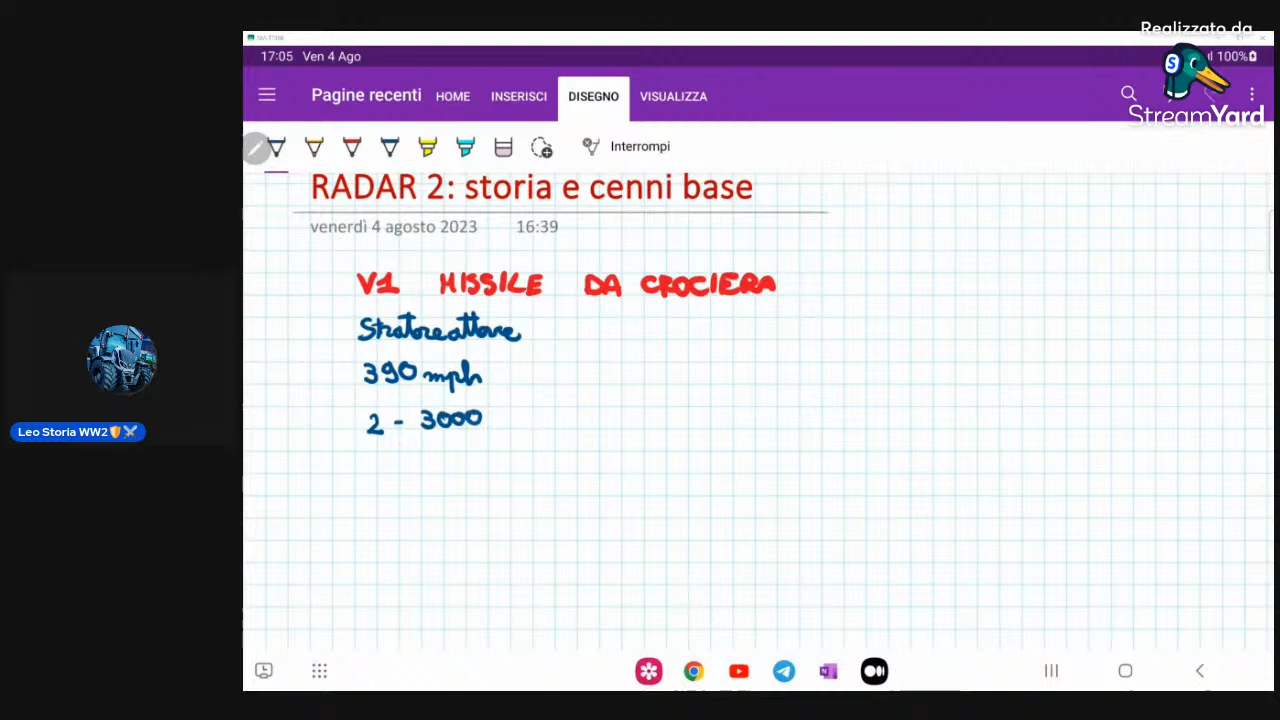 Realizzato da
StreamYard
17:05 Ven 4 Ago
100%
Pagine recenti HOME INSERISCI DISEGNO VISUALIZZA
Interrompi
RADAR 2: storia e cenni base
venerdì 4 agosto 2023 16:39
V1 MISSILE DA CROCIERA
Statoreattore
390 mph
2 - 3000
Leo Storia WW2